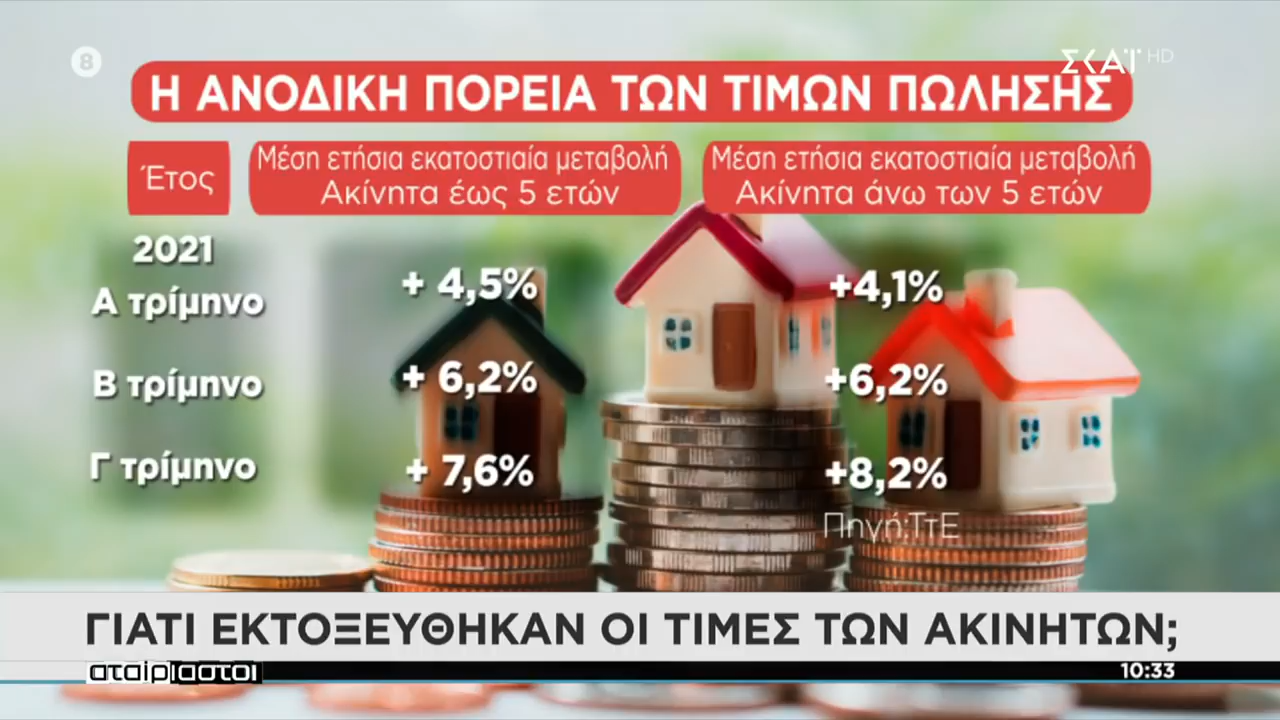 8
ΣΚΑΪ HD
Η ΑΝΟΔΙΚΗ ΠΟΡΕΙΑ ΤΩΝ ΤΙΜΩΝ ΠΩΛΗΣΗΣ
Έτος
Μέση ετήσια εκατοστιαία μεταβολή
Ακίνητα έως 5 ετών
Μέση ετήσια εκατοστιαία μεταβολή
Ακίνητα άνω των 5 ετών
2021
Α τρίμηνο + 4,5% +4,1%
Β τρίμηνο + 6,2% +6,2%
Γ τρίμηνο + 7,6% +8,2%
Πηγή:ΤτΕ
ΓΙΑΤΙ ΕΚΤΟΞΕΥΘΗΚΑΝ ΟΙ ΤΙΜΕΣ ΤΩΝ ΑΚΙΝΗΤΩΝ;
αταίριαστοι 10:33